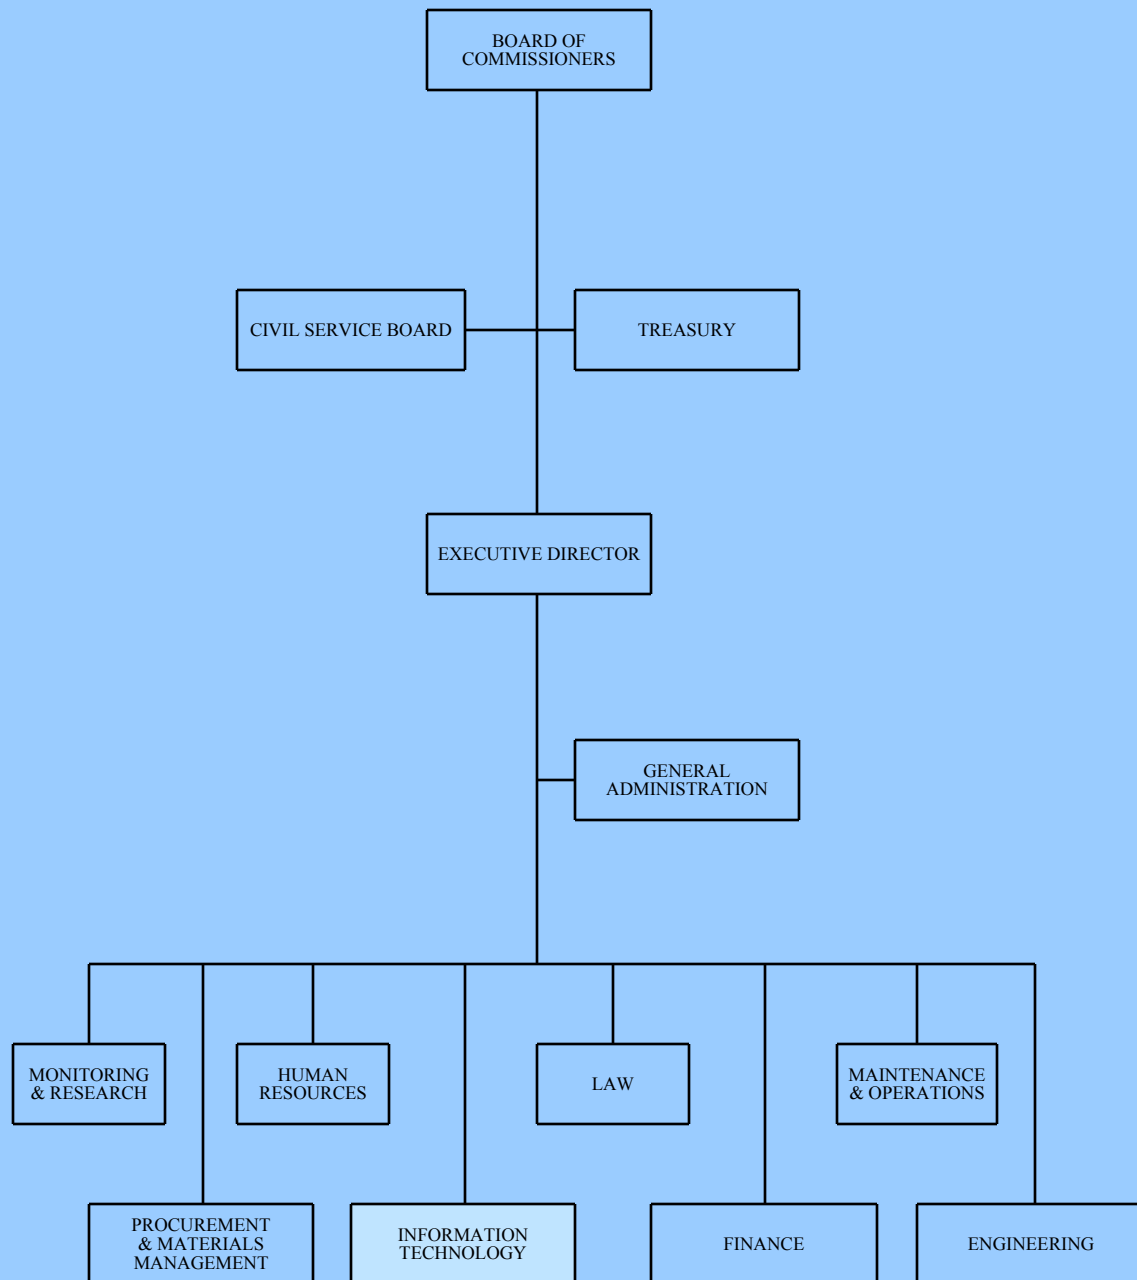 BOARD OF
COMMISSIONERS
CIVIL SERVICE BOARD
TREASURY
EXECUTIVE DIRECTOR
GENERAL
ADMINISTRATION
MONITORING
& RESEARCH
HUMAN
RESOURCES
LAW
MAINTENANCE
& OPERATIONS
PROCUREMENT
& MATERIALS
MANAGEMENT
INFORMATION
TECHNOLOGY
FINANCE
ENGINEERING